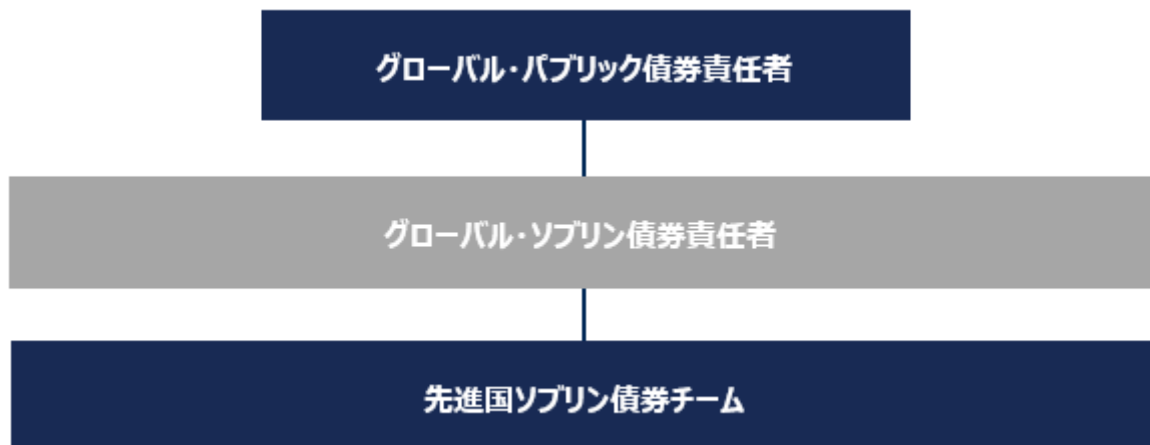 グローバル・パブリック債券責任者
グローバル・ソブリン債券責任者
先進国ソブリン債券チーム